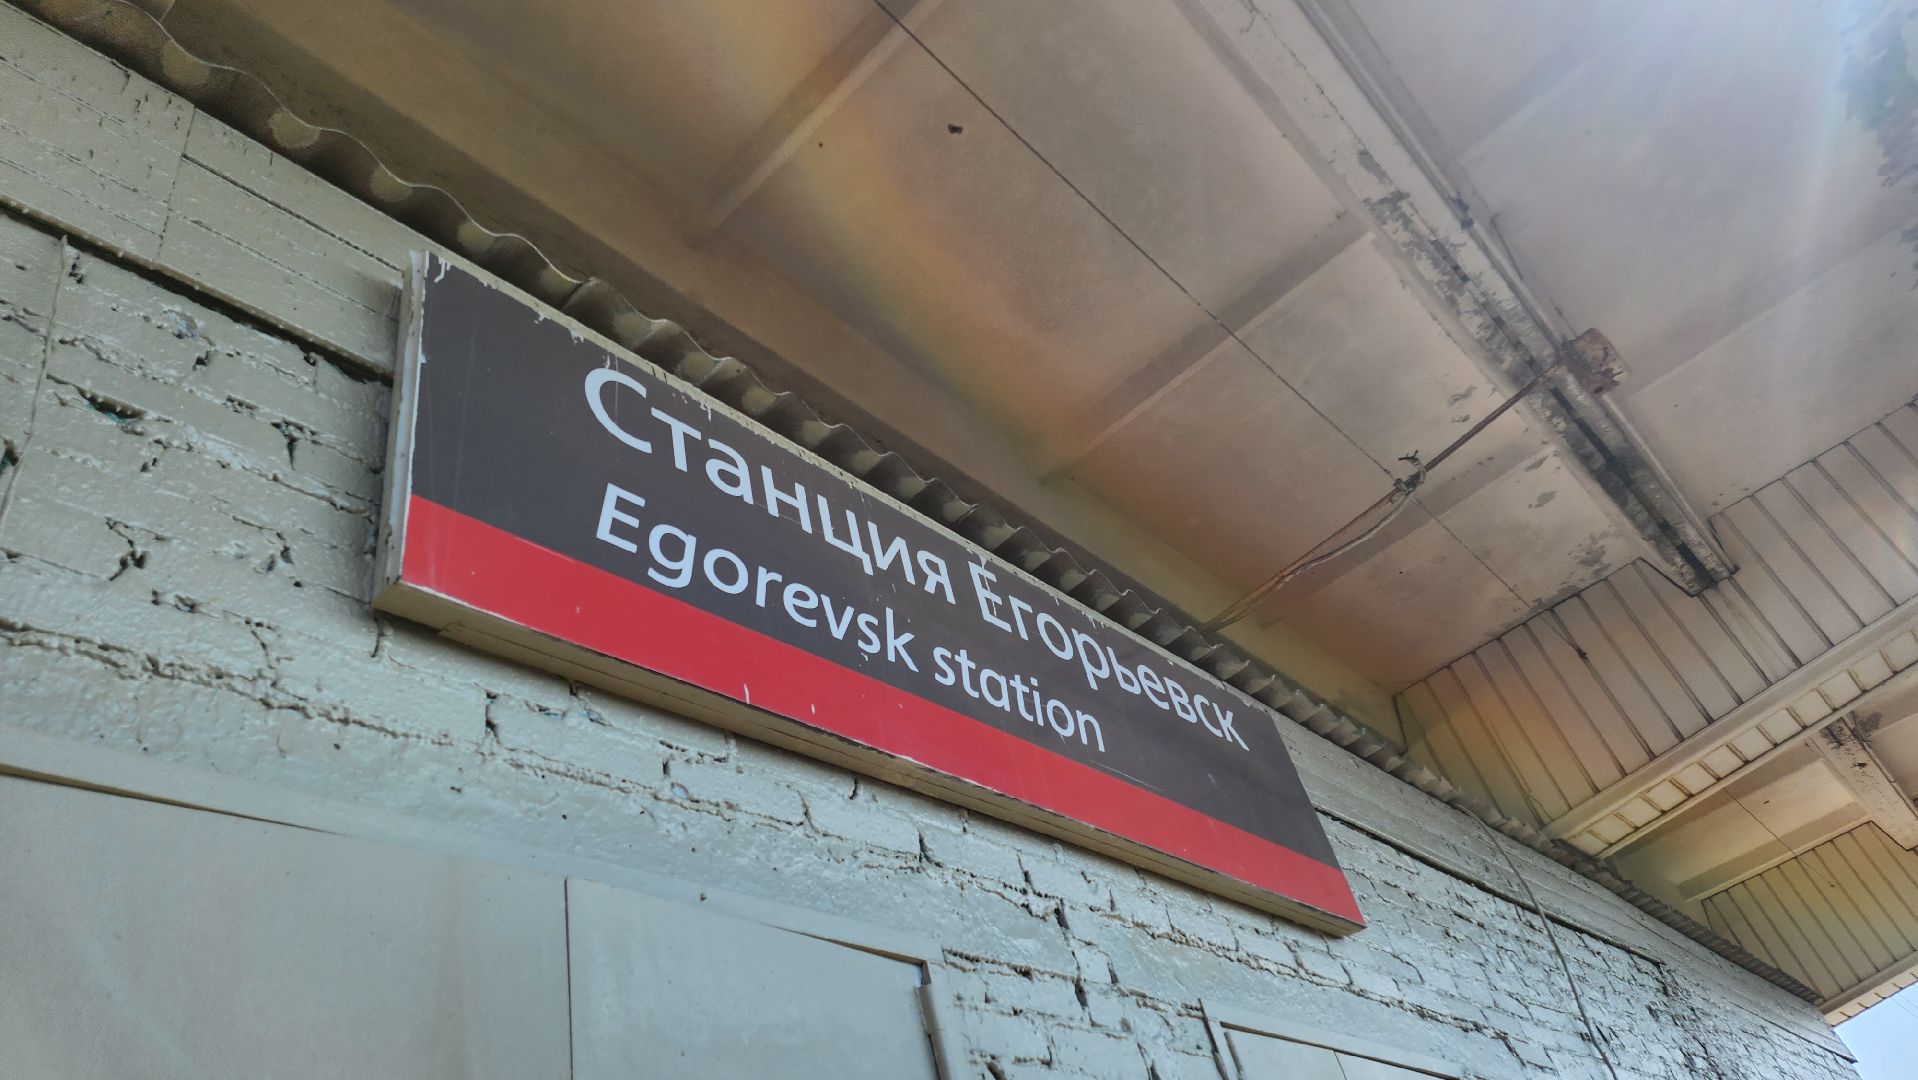 Станция Егорьевск
Egorevsk station